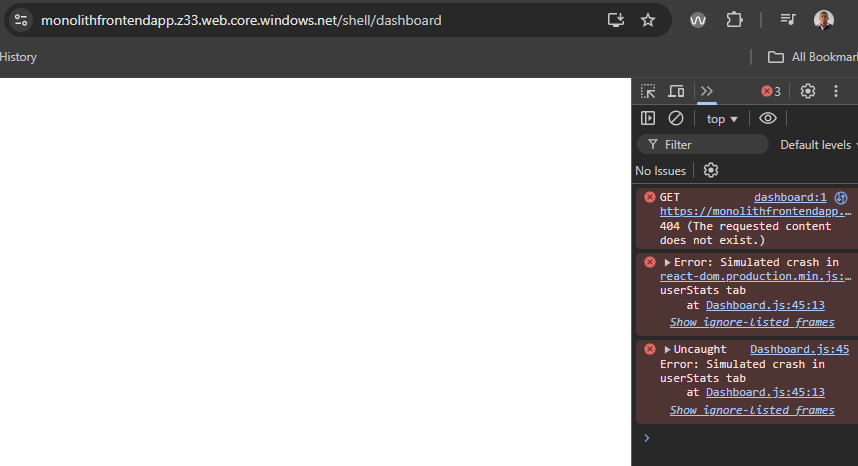 monolithfrontendapp.z33.web.core.windows.net/shell/dashboard
History
All Bookmar
3
top
Filter
Default levels
No Issues
GET dashboard:1
https://monolithfrontendapp.…
404 (The requested content
does not exist.)
Error: Simulated crash in
react-dom.production.min.js:…
userStats tab
at Dashboard.js:45:13
Show ignore-listed frames
Uncaught Dashboard.js:45
Error: Simulated crash in
userStats tab
at Dashboard.js:45:13
Show ignore-listed frames